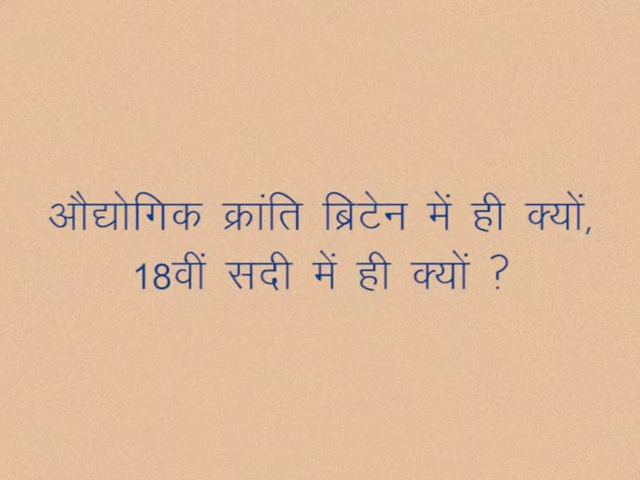 औद्योगिक क्रांति ब्रिटेन में ही क्यों,
18वीं सदी में ही क्यों ?